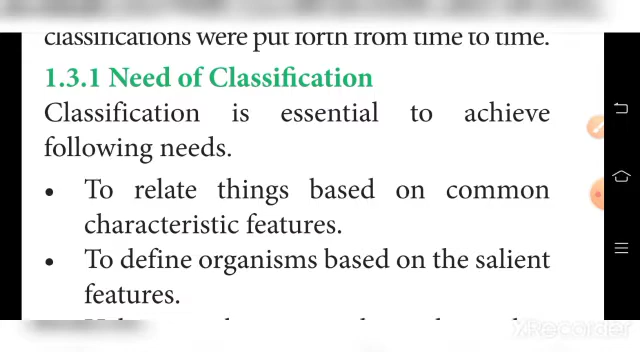 classifications were put forth from time to time.
1.3.1 Need of Classification
Classification is essential to achieve
following needs.
• To relate things based on common
characteristic features.
• To define organisms based on the salient
features.
XRecorder